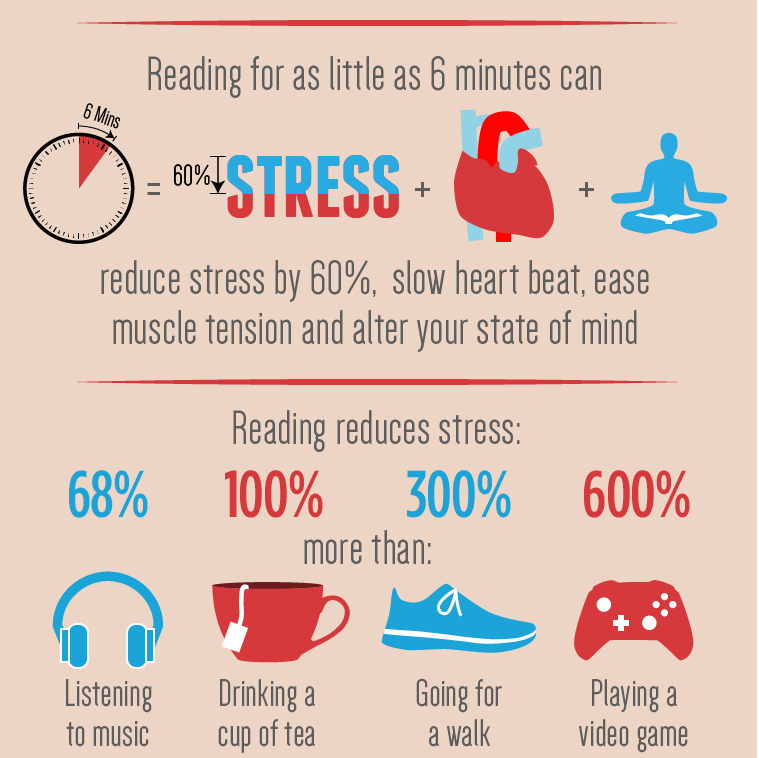 Reading for as little as 6 minutes can
6 Mins
= 60% STRESS + +
reduce stress by 60%, slow heart beat, ease
muscle tension and alter your state of mind
Reading reduces stress:
68% 100% 300% 600%
more than:
Listening Drinking a Going for Playing a
to music cup of tea a walk video game